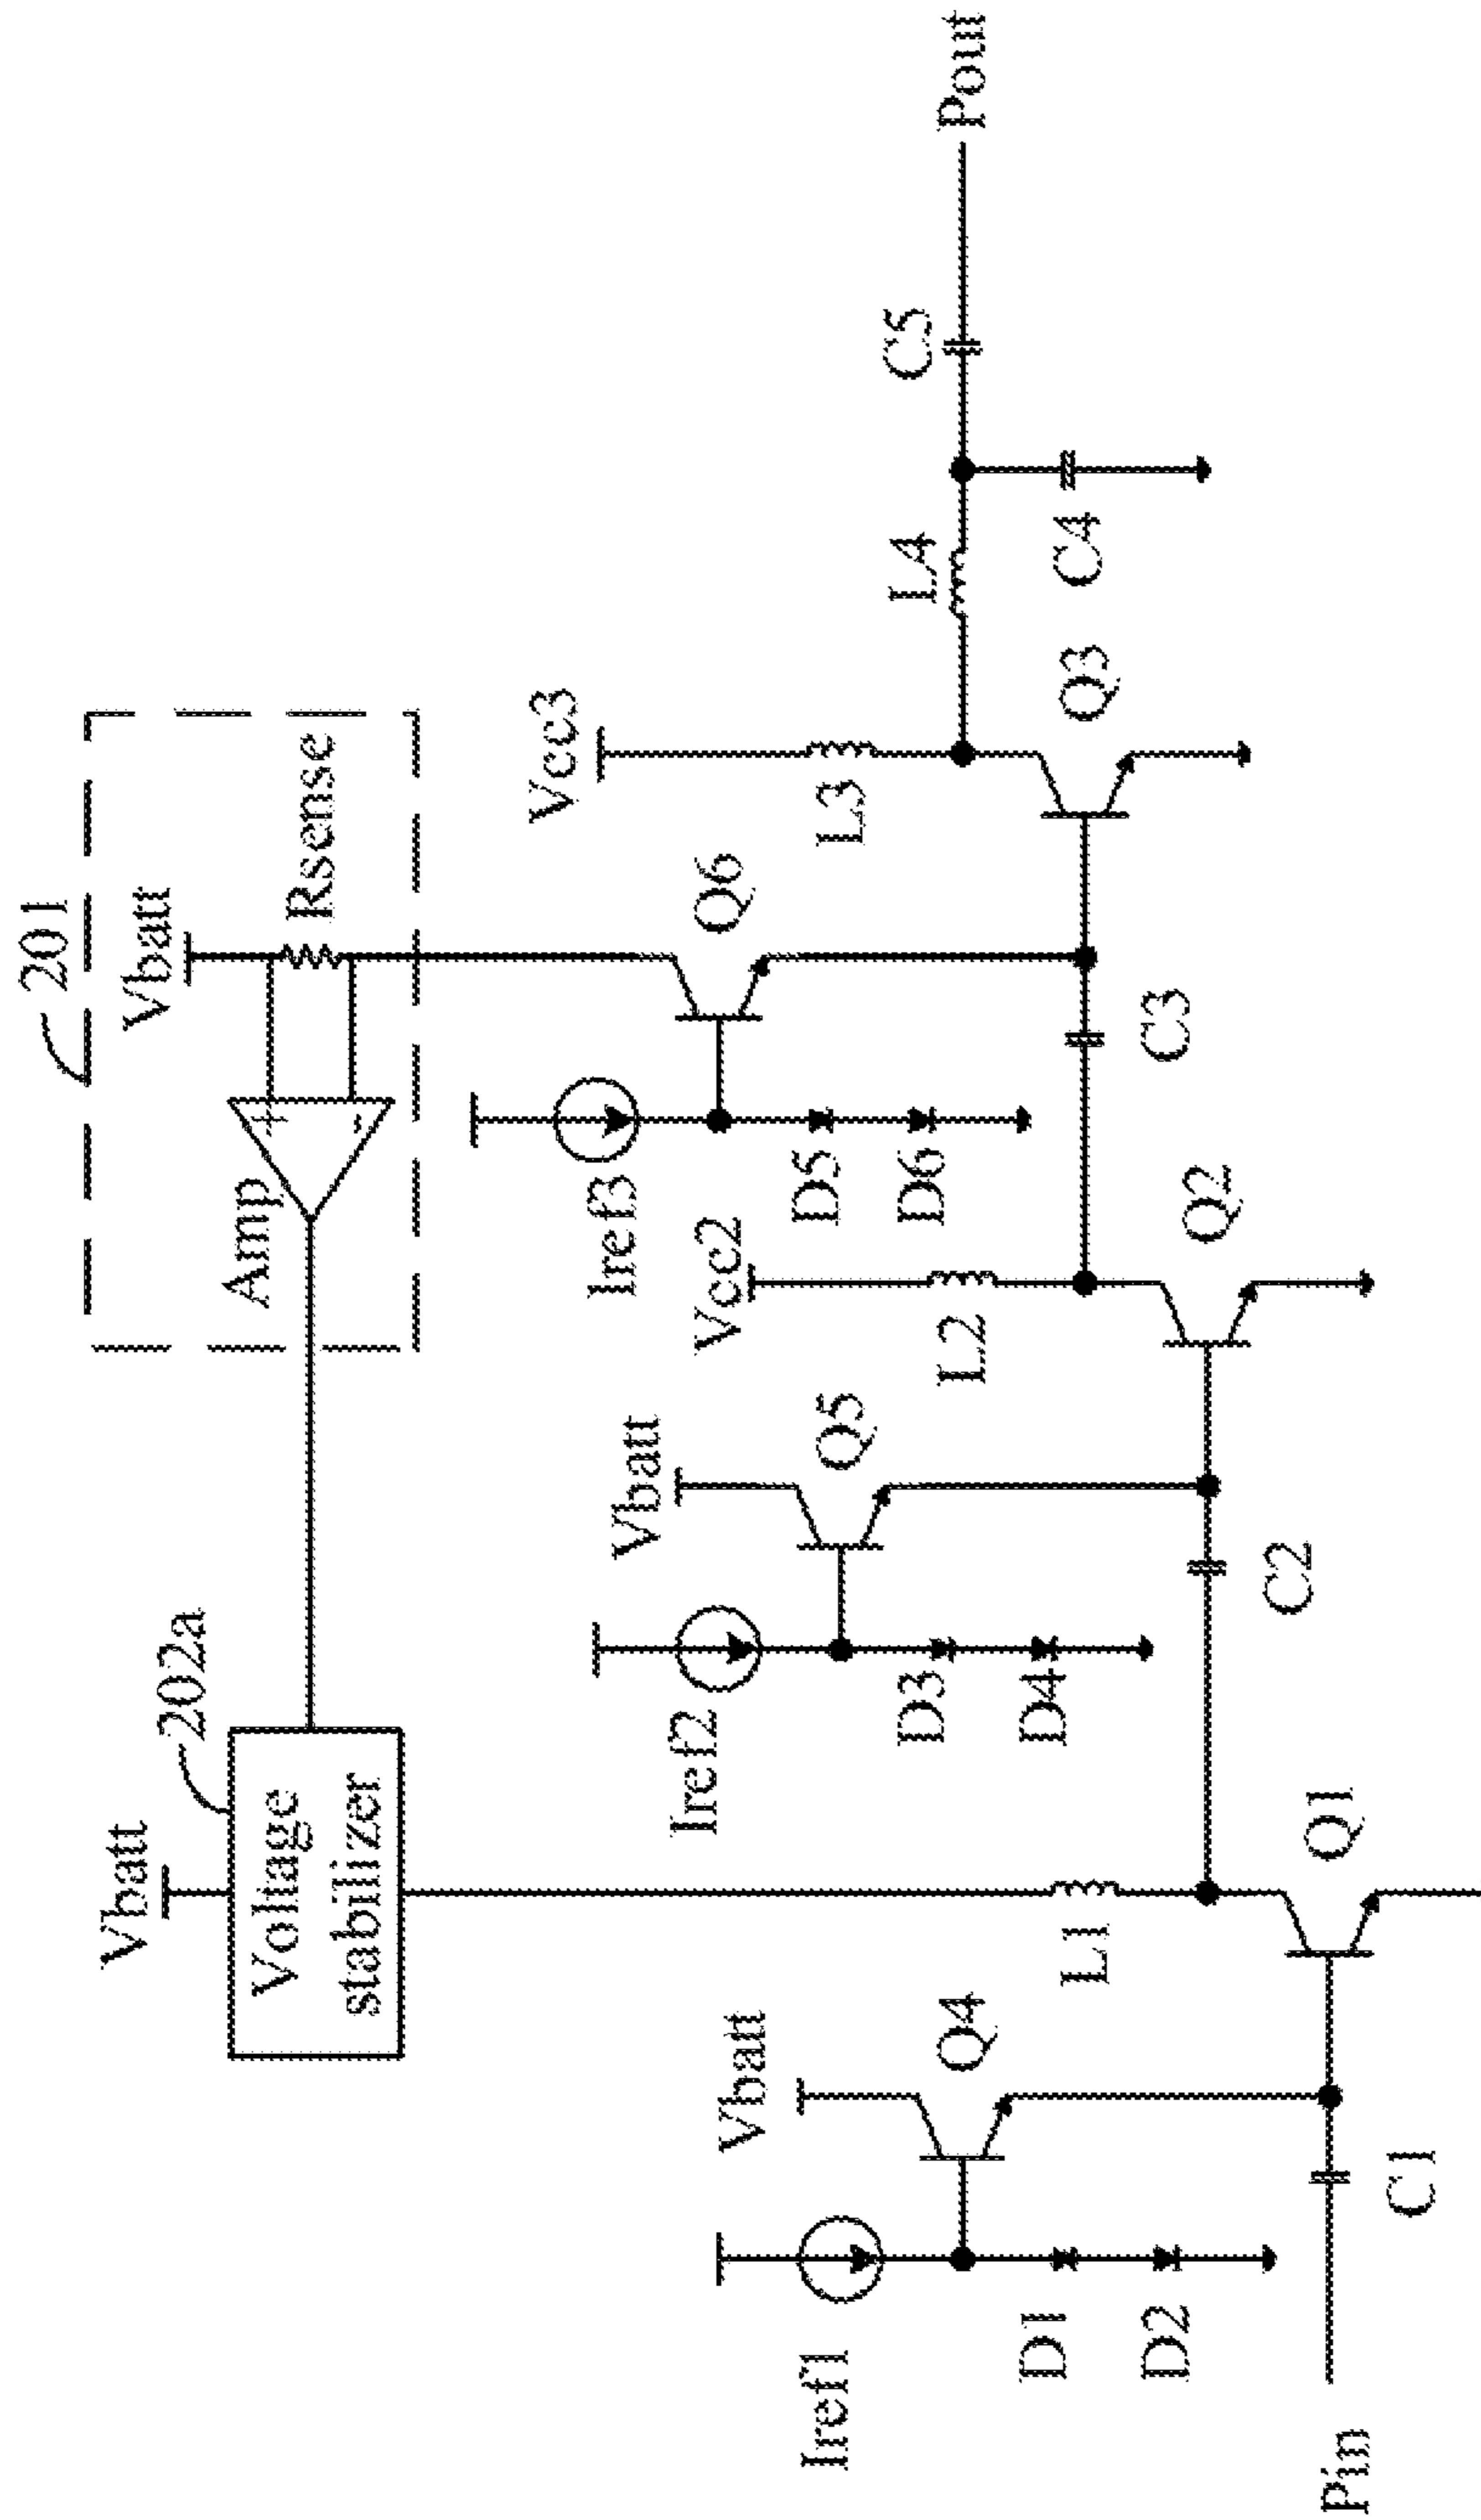 201
Vbatt
Rsense
Amp
+
-
Vbatt
202a
Voltage
stabilizer
Vcc3
Q6
L3
L4
C5
Pout
Iref3
D5
D6
C3
Q3
C4
Vcc2
L2
Q2
Vbatt
Q5
Iref2
D3
D4
C2
L1
Q1
Vbatt
Q4
Iref1
D1
D2
C1
Pin